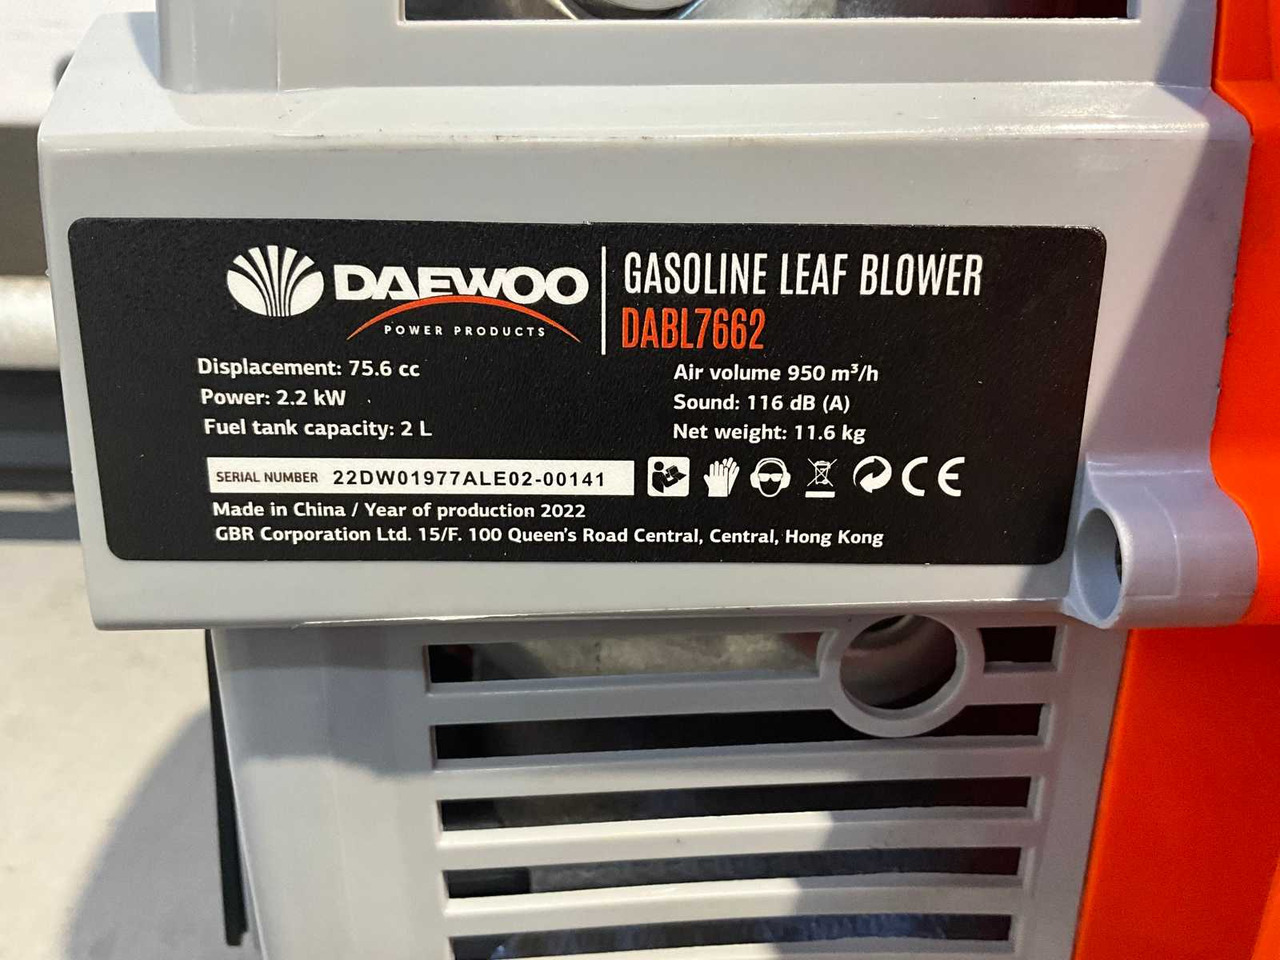 DAEWOO
POWER PRODUCTS
GASOLINE LEAF BLOWER
DABL7662
Displacement: 75.6 cc
Power: 2.2 kW
Fuel tank capacity: 2 L
Air volume 950 m³/h
Sound: 116 dB (A)
Net weight: 11.6 kg
SERIAL NUMBER 22DW01977ALE02-00141
CE
Made in China / Year of production 2022
GBR Corporation Ltd. 15/F. 100 Queen's Road Central, Central, Hong Kong